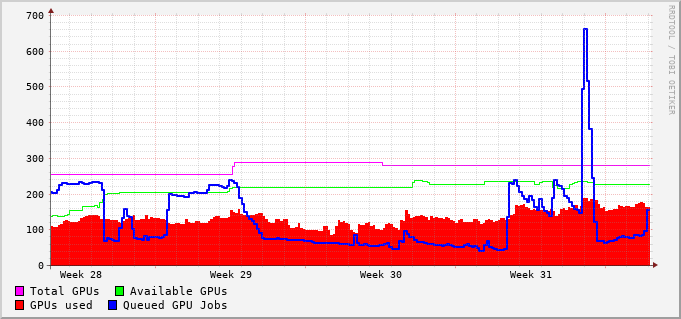 700
600
500
400
300
200
100
0
Week 28 Week 29 Week 30 Week 31
Total GPUs Available GPUs
GPUs used Queued GPU Jobs
RRDTOOL / TOBI OETIKER